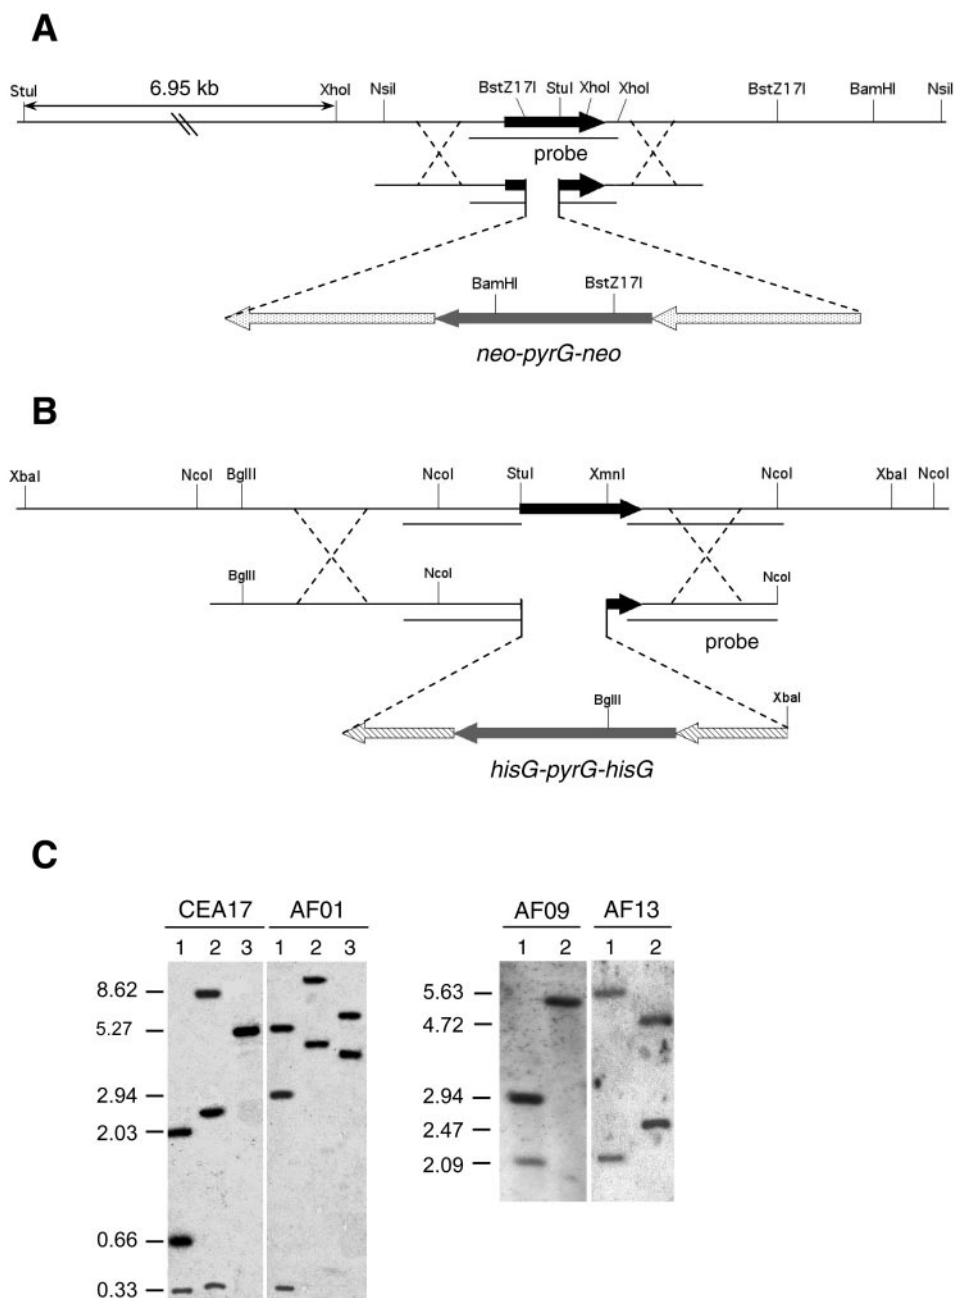 A
6.95 kb
StuI XhoI NsiI BstZ17I StuI XhoI XhoI BstZ17I BamHI NsiI
probe
BamHI BstZ17I
neo-pyrG-neo
B
XbaI NcoI BglII NcoI StuI XmnI NcoI XbaI NcoI
BglII NcoI NcoI
probe
BglII XbaI
hisG-pyrG-hisG
C
CEA17 AF01 AF09 AF13
1 2 3 1 2 3 1 2 1 2
8.62
5.27
2.94
2.03
0.66
0.33
5.63
4.72
2.94
2.47
2.09